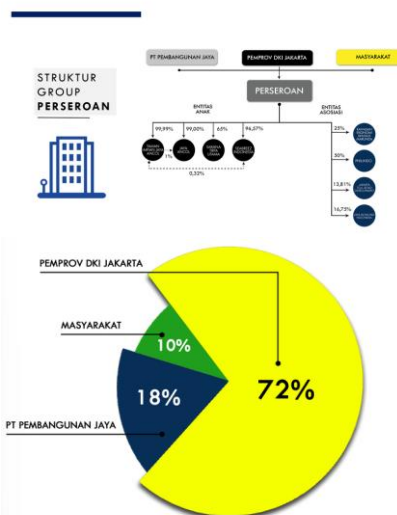 PT PEMBANGUNAN JAYA
PEMPROV DKI JAKARTA
MASYARAKAT
STRUKTUR
GROUP
PERSEROAN
PERSEROAN
ENTITAS
ANAK
ENTITAS
ASOSIASI
99,99%
99,00%
65%
96,57%
1%
0,33%
25%
50%
13,81%
14,75%
PEMPROV DKI JAKARTA
MASYARAKAT
10%
72%
18%
PT PEMBANGUNAN JAYA